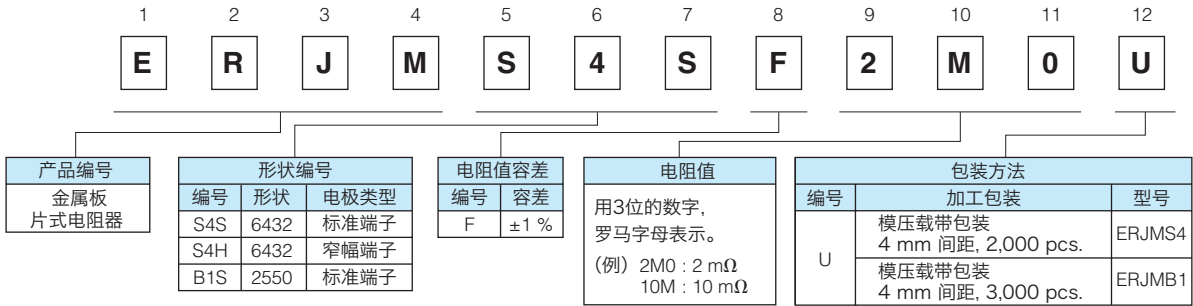 1 2 3 4 5 6 7 8 9 10 11 12
E R J M S 4 S F 2 M 0 U
产品编号
金属板
片式电阻器
形状编号
编号 形状 电极类型
S4S 6432 标准端子
S4H 6432 窄幅端子
B1S 2550 标准端子
电阻值容差
编号 容差
F ±1 %
电阻值
用3位的数字，
罗马字母表示。
（例）2M0 : 2 mΩ
10M : 10 mΩ
包装方法
编号 加工包装 型号
U
模压载带包装
4 mm 间距, 2,000 pcs.
ERJMS4
模压载带包装
4 mm 间距, 3,000 pcs.
ERJMB1